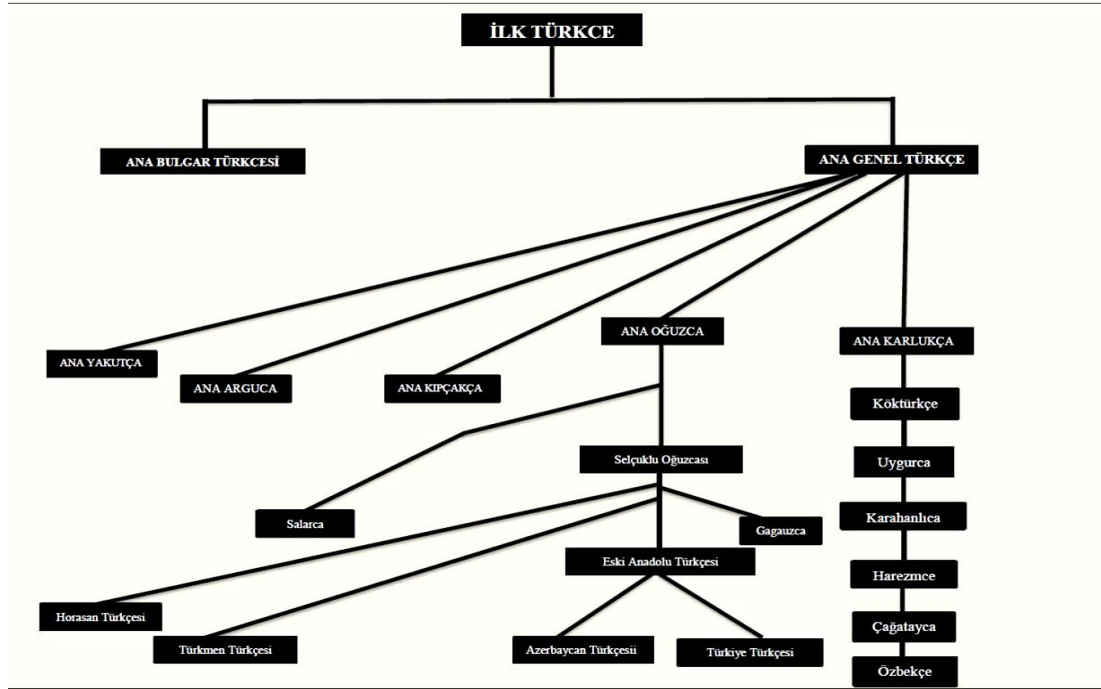 İLK TÜRKCE
ANA BULGAR TÜRKCESİ
ANA GENEL TÜRKÇE
ANA YAKUTÇA
ANA ARGUCA
ANA KIPÇAKÇA
ANA OĞUZCA
ANA KARLUKÇA
Köktürkçe
Selçuklu Oğuzcası
Uygurca
Salarca
Gagauzca
Karahanlıca
Eski Anadolu Türkçesi
Harezmce
Horasan Türkçesi
Türkmen Türkçesi
Azerbaycan Türkçesii
Türkiye Türkçesi
Çağatayca
Özbekçe